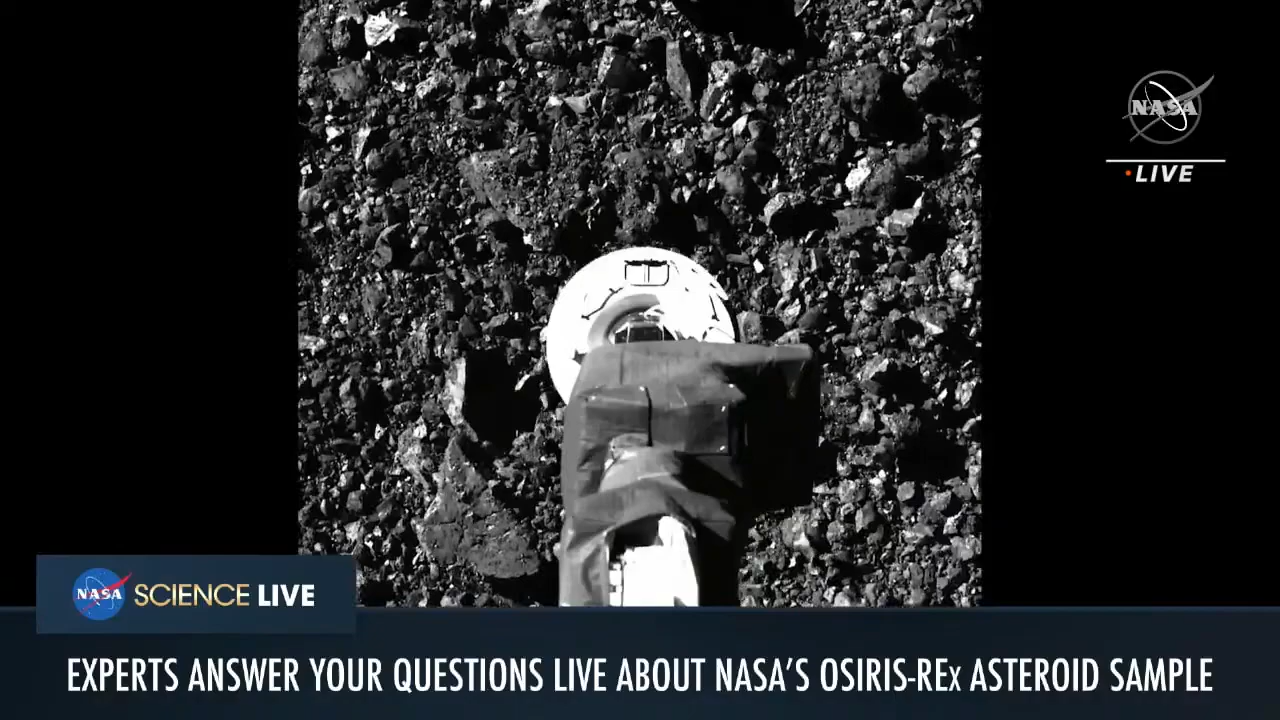 NASA
LIVE
NASA SCIENCE LIVE
EXPERTS ANSWER YOUR QUESTIONS LIVE ABOUT NASA'S OSIRIS-REx ASTEROID SAMPLE